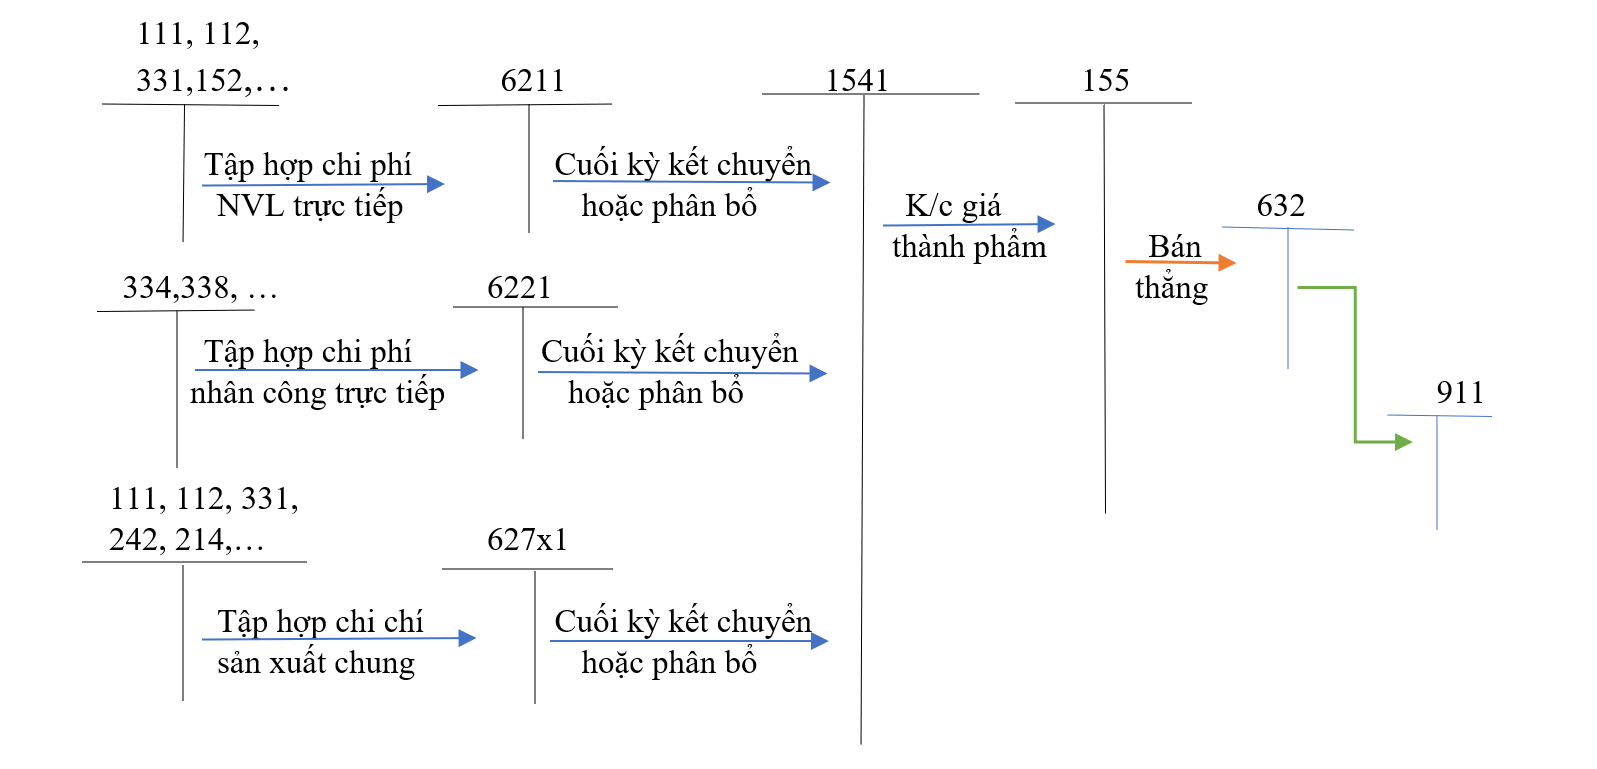 111, 112,
331,152,…
6211
1541
155
Tập hợp chi phí
NVL trực tiếp
Cuối kỳ kết chuyển
hoặc phân bổ
K/c giá
thành phẩm
632
Bán
thẳng
334,338, …
6221
Tập hợp chi phí
nhân công trực tiếp
Cuối kỳ kết chuyển
hoặc phân bổ
911
111, 112, 331,
242, 214,…
627x1
Tập hợp chi chí
sản xuất chung
Cuối kỳ kết chuyển
hoặc phân bổ